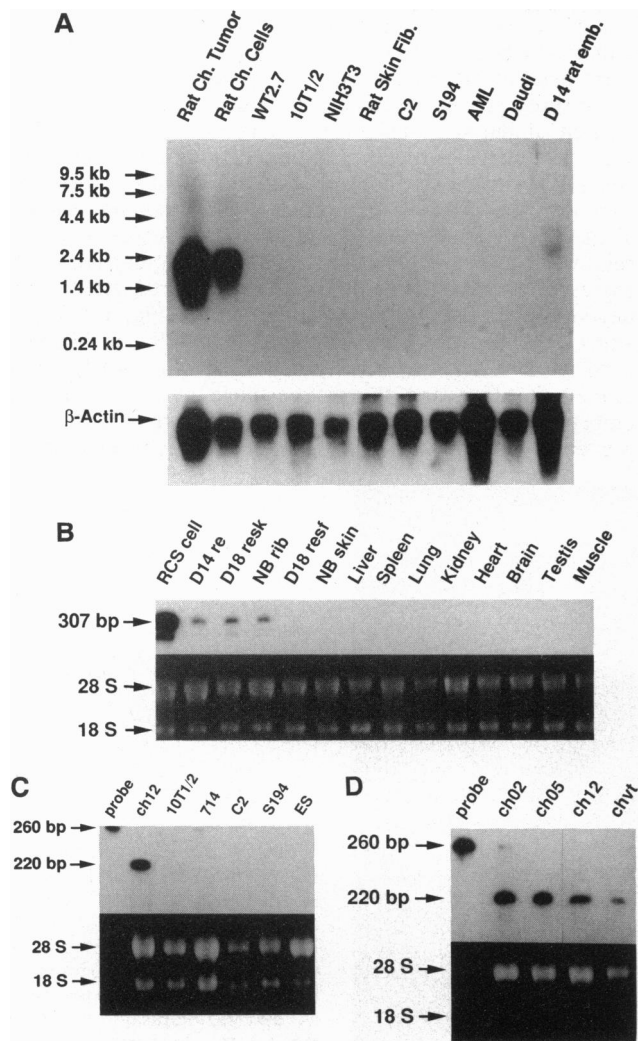 A
Rat Ch. Tumor
Rat Ch. Cells
WT2.7
10T1/2
NIH3T3
Rat Skin Fib.
C2
S194
AML
Daudi
D 14 rat emb.
9.5 kb
7.5 kb
4.4 kb
2.4 kb
1.4 kb
0.24 kb
β-Actin
B
RCS cell
D14 re
D18 resk
NB rib
D18 resf
NB skin
Liver
Spleen
Lung
Kidney
Heart
Brain
Testis
Muscle
307 bp
28 S
18 S
C
probe
ch12
10T1/2
714
C2
S194
ES
260 bp
220 bp
28 S
18 S
D
probe
ch02
ch05
ch12
chvt
260 bp
220 bp
28 S
18 S